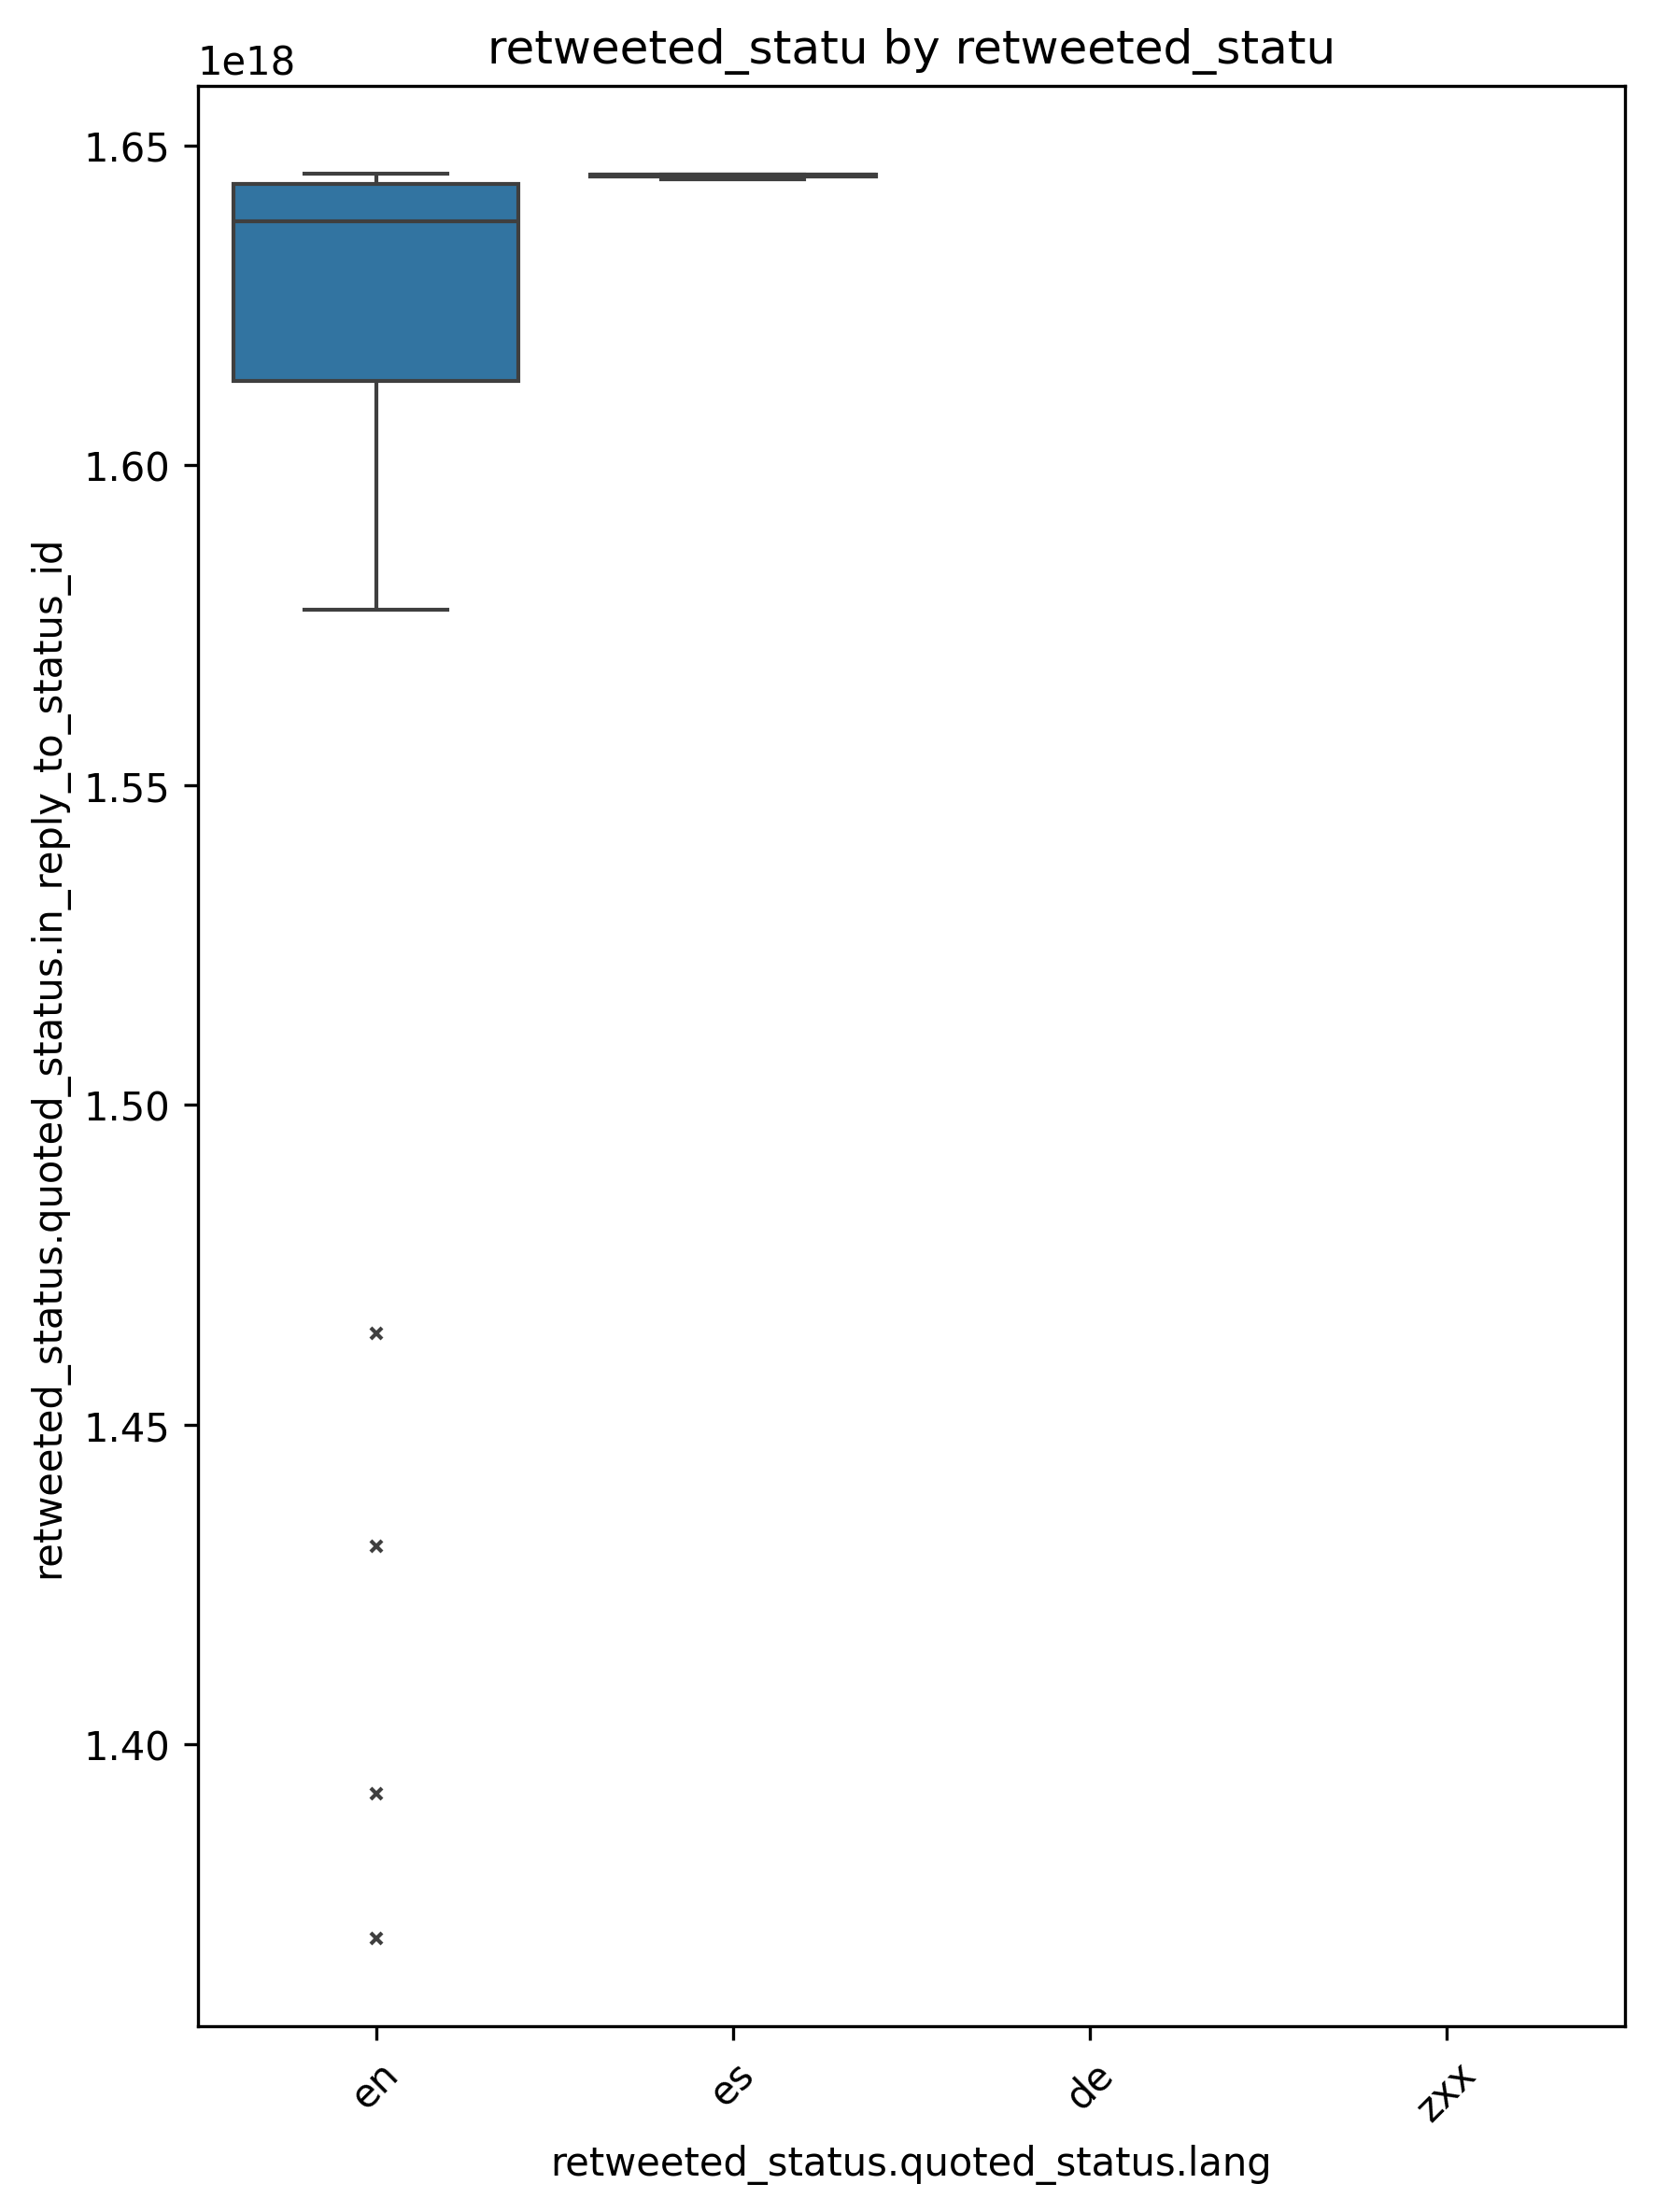 retweeted_statu by retweeted_statu
1e18
1.65
1.60
1.55
1.50
1.45
1.40
retweeted_status.quoted_status.in_reply_to_status_id
en
es
de
zxx
retweeted_status.quoted_status.lang